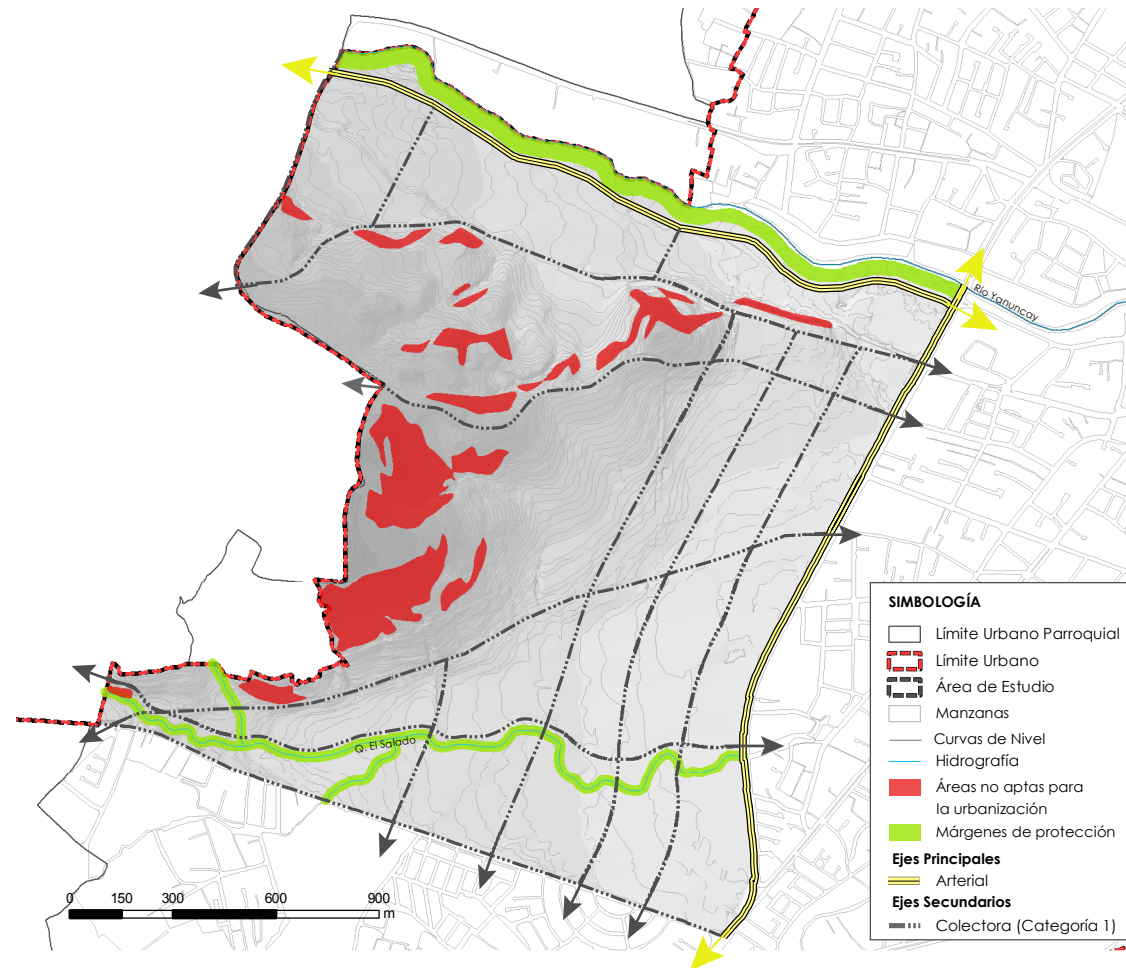 Río Yanuncay
Q. El Salado
SIMBOLOGÍA
Límite Urbano Parroquial
Límite Urbano
Área de Estudio
Manzanas
Curvas de Nivel
Hidrografía
Áreas no aptas para
la urbanización
Márgenes de protección
Ejes Principales
Arterial
Ejes Secundarios
Colectora (Categoría 1)
0 150 300 600 900
m